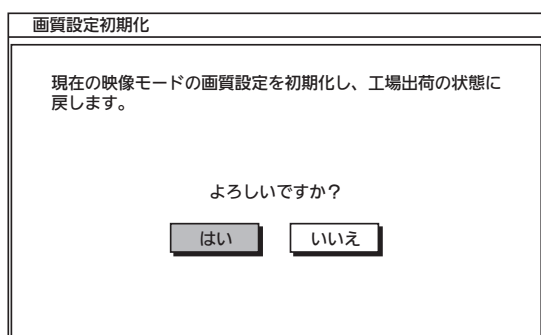 画質設定初期化
現在の映像モードの画質設定を初期化し、工場出荷の状態に
戻します。
よろしいですか？
はい
いいえ